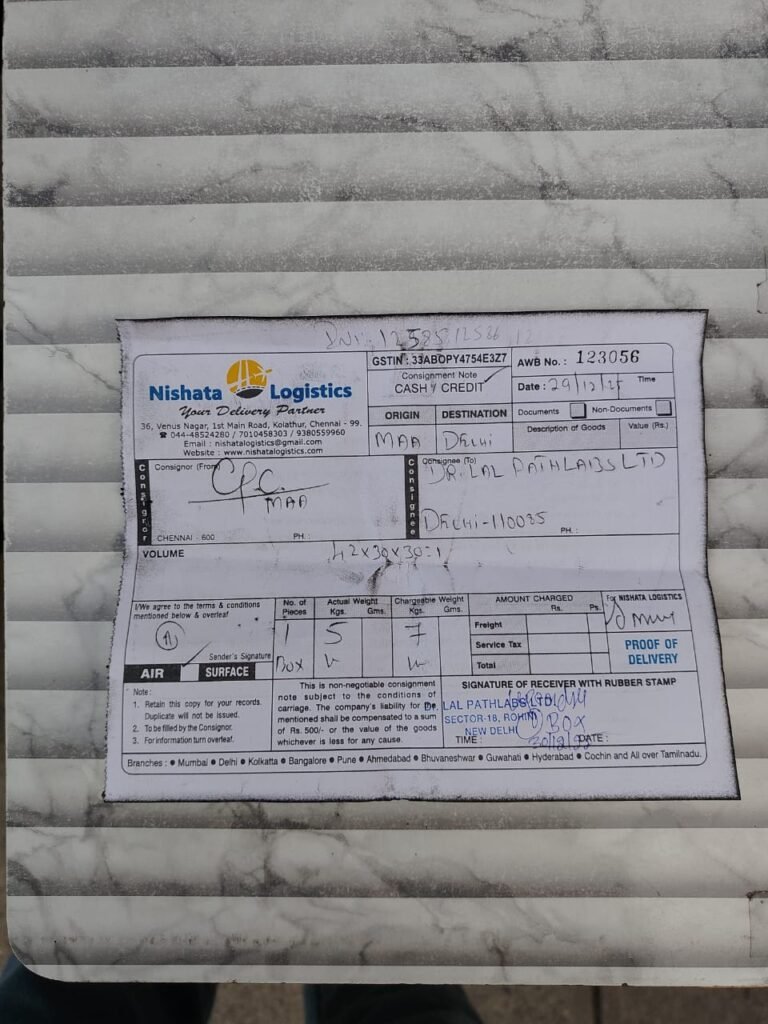 12585 12586
Nishata Logistics
Your Delivery Partner
36, Venus Nagar, 1st Main Road, Kolathur, Chennai - 99.
☎ 044-48524280 / 7010458303 / 9380559960
Email : nishatalogistics@gmail.com
Website : www.nishatalogistics.com
GSTIN : 33ABOPY4754E3Z7
Consignment Note
CASH / CREDIT
AWB No. : 123056
Date : 29/12/25 Time
ORIGIN DESTINATION
MAA DELHI
Documents Non-Documents
Description of Goods Value (Rs.)
Consignor
Consignor (From)
CPC
MAA
CHENNAI - 600 PH. :
Consignee
Consignee (To)
DR. LAL PATHLABS LTD
DELHI-110085
PH. :
VOLUME
42x30x30=1
I/We agree to the terms & conditions
mentioned below & overleaf
Sender's Signature
AIR SURFACE
No. of Pieces
Actual Weight
Kgs. Gms.
Chargeable Weight
Kgs. Gms.
1 5 7
Box
AMOUNT CHARGED
Rs. Ps.
Freight
Service Tax
Total
For NISHATA LOGISTICS
PROOF OF
DELIVERY
Note :
1. Retain this copy for your records.
Duplicate will not be issued.
2. To be filled by the Consignor.
3. For information turn overleaf.
This is non-negotiable consignment
note subject to the conditions of
carriage. The company's liability for the
mentioned shall be compensated to a sum
of Rs. 500/- or the value of the goods
whichever is less for any cause.
SIGNATURE OF RECEIVER WITH RUBBER STAMP
Dr. LAL PATHLABS LTD.
SECTOR-18, ROHINI
NEW DELHI
BOX
TIME : DATE :
Branches : ● Mumbai ● Delhi ● Kolkatta ● Bangalore ● Pune ● Ahmedabad ● Bhuvaneshwar ● Guwahati ● Hyderabad ● Cochin and All over Tamilnadu.